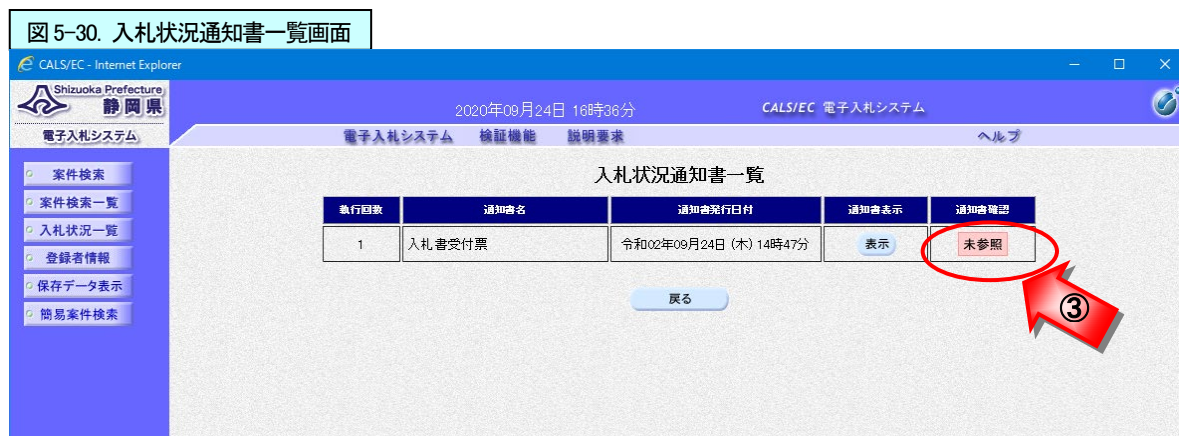 図 5-30. 入札状況通知書一覧画面
CALS/EC - Internet Explorer
Shizuoka Prefecture
静岡県
2020年09月24日 16時36分
CALS/EC 電子入札システム
電子入札システム
電子入札システム 検証機能 説明要求 ヘルプ
案件検索
案件検索一覧
入札状況一覧
登録者情報
保存データ表示
簡易案件検索
入札状況通知書一覧
執行回数 通知書名 通知書発行日付 通知書表示 通知書確認
1 入札書受付票 令和02年09月24日 (木) 14時47分 表示 未参照
戻る
③